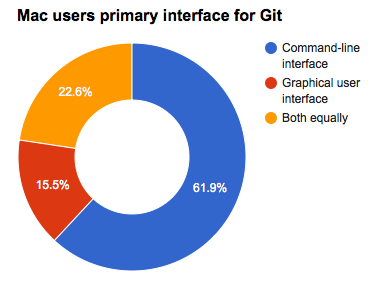 Mac users primary interface for Git
Command-line
interface
Graphical user
interface
Both equally
22.6%
15.5%
61.9%